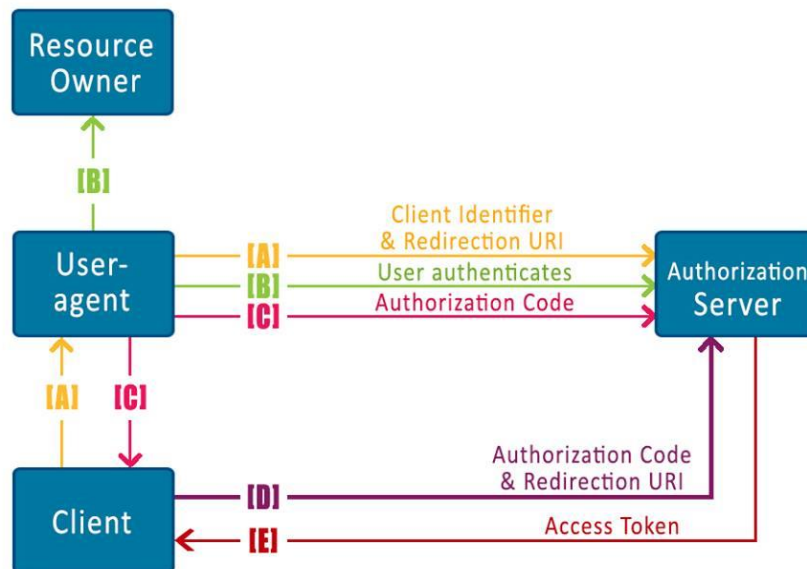 Resource
Owner
[B]
Client Identifier
& Redirection URI
[A]
User authenticates
[B]
Authorization Code
[C]
User-
agent
Authorization
Server
[A]
[C]
Authorization Code
& Redirection URI
[D]
Client
Access Token
[E]